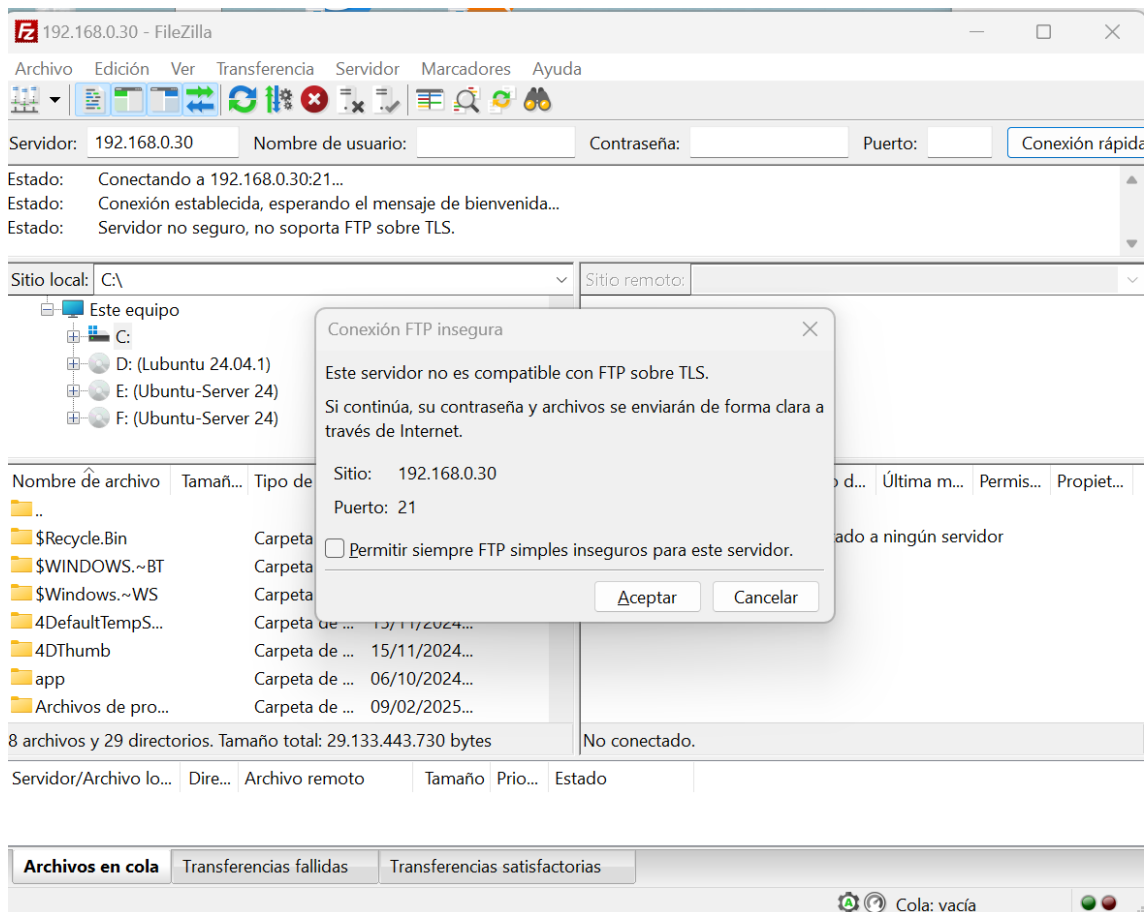 192.168.0.30 - FileZilla
Archivo Edición Ver Transferencia Servidor Marcadores Ayuda
Servidor: 192.168.0.30 Nombre de usuario: Contraseña: Puerto: Conexión rápida
Estado: Conectando a 192.168.0.30:21...
Estado: Conexión establecida, esperando el mensaje de bienvenida...
Estado: Servidor no seguro, no soporta FTP sobre TLS.
Sitio local: C:\ Sitio remoto:
Este equipo
C:
D: (Lubuntu 24.04.1)
E: (Ubuntu-Server 24)
F: (Ubuntu-Server 24)
Conexión FTP insegura
Este servidor no es compatible con FTP sobre TLS.
Si continúa, su contraseña y archivos se enviarán de forma clara a
través de Internet.
Sitio: 192.168.0.30
Puerto: 21
Permitir siempre FTP simples inseguros para este servidor.
Aceptar Cancelar
Nombre de archivo Tamañ... Tipo de d... Última m... Permis... Propiet...
..
$Recycle.Bin Carpeta ado a ningún servidor
$WINDOWS.~BT Carpeta
$Windows.~WS Carpeta
4DefaultTempS... Carpeta de ... 15/11/2024...
4DThumb Carpeta de ... 15/11/2024...
app Carpeta de ... 06/10/2024...
Archivos de pro... Carpeta de ... 09/02/2025...
8 archivos y 29 directorios. Tamaño total: 29.133.443.730 bytes No conectado.
Servidor/Archivo lo... Dire... Archivo remoto Tamaño Prio... Estado
Archivos en cola Transferencias fallidas Transferencias satisfactorias
Cola: vacía